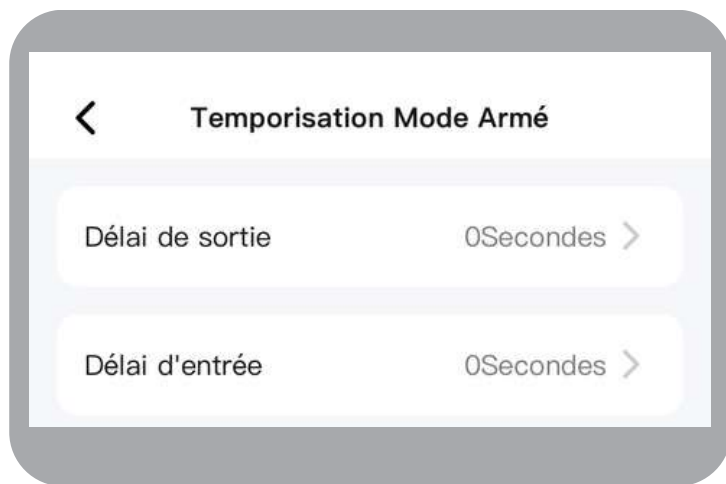 Temporisation Mode Armé
Délai de sortie 0Secondes
Délai d'entrée 0Secondes